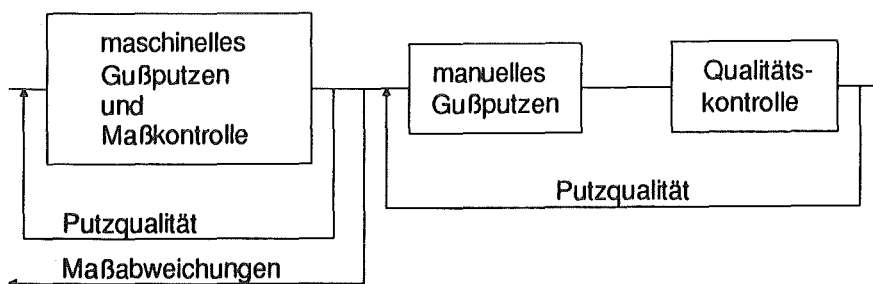 maschinelles
Gußputzen
und
Maßkontrolle
manuelles
Gußputzen
Qualitäts-
kontrolle
Putzqualität
Putzqualität
Maßabweichungen